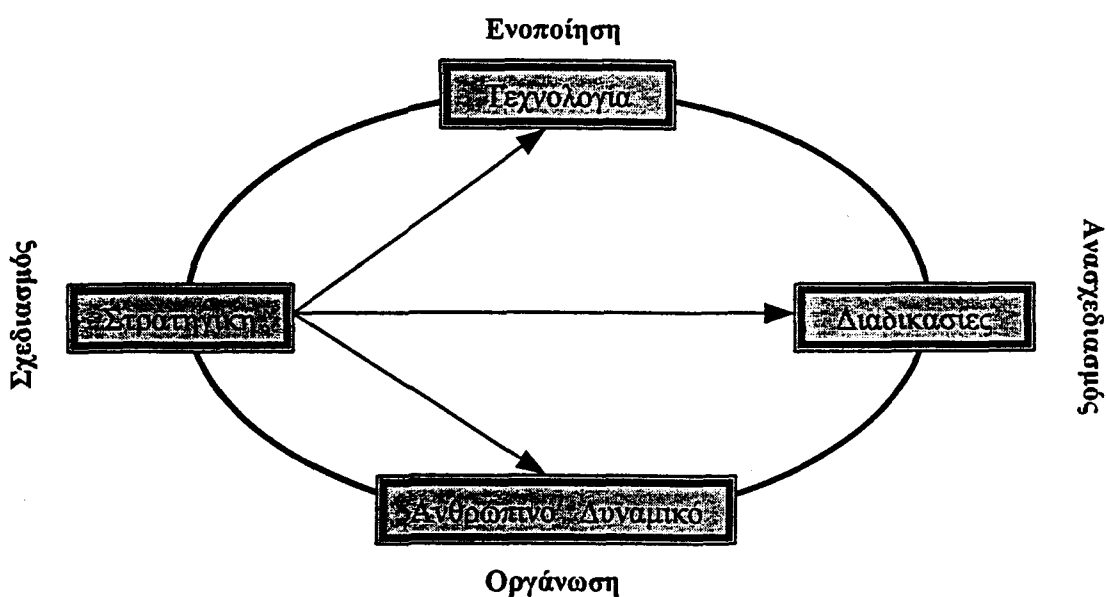 Ενοποίηση
Τεχνολογία
Σχεδιασμός
Στρατηγική
Διαδικασίες
Ανασχεδιασμός
Ανθρώπινο Δυναμικό
Οργάνωση